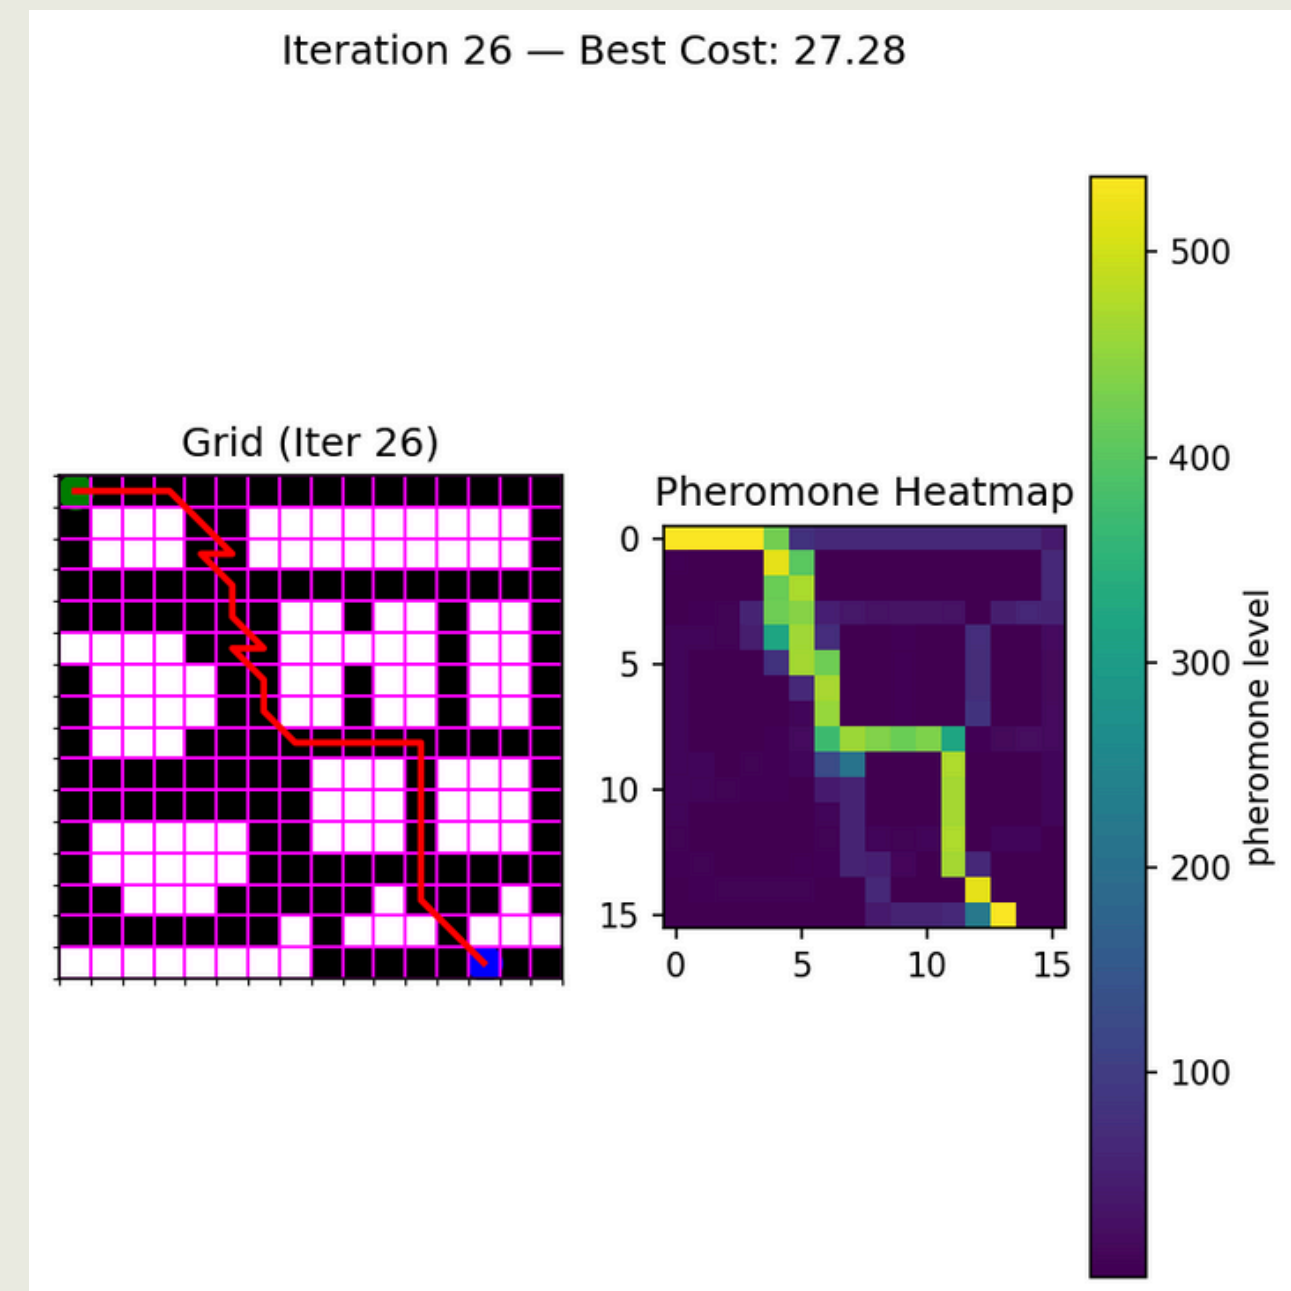 Iteration 26 — Best Cost: 27.28
Grid (Iter 26)
Pheromone Heatmap
0
5
10
15
0 5 10 15
500
400
300
200
100
pheromone level